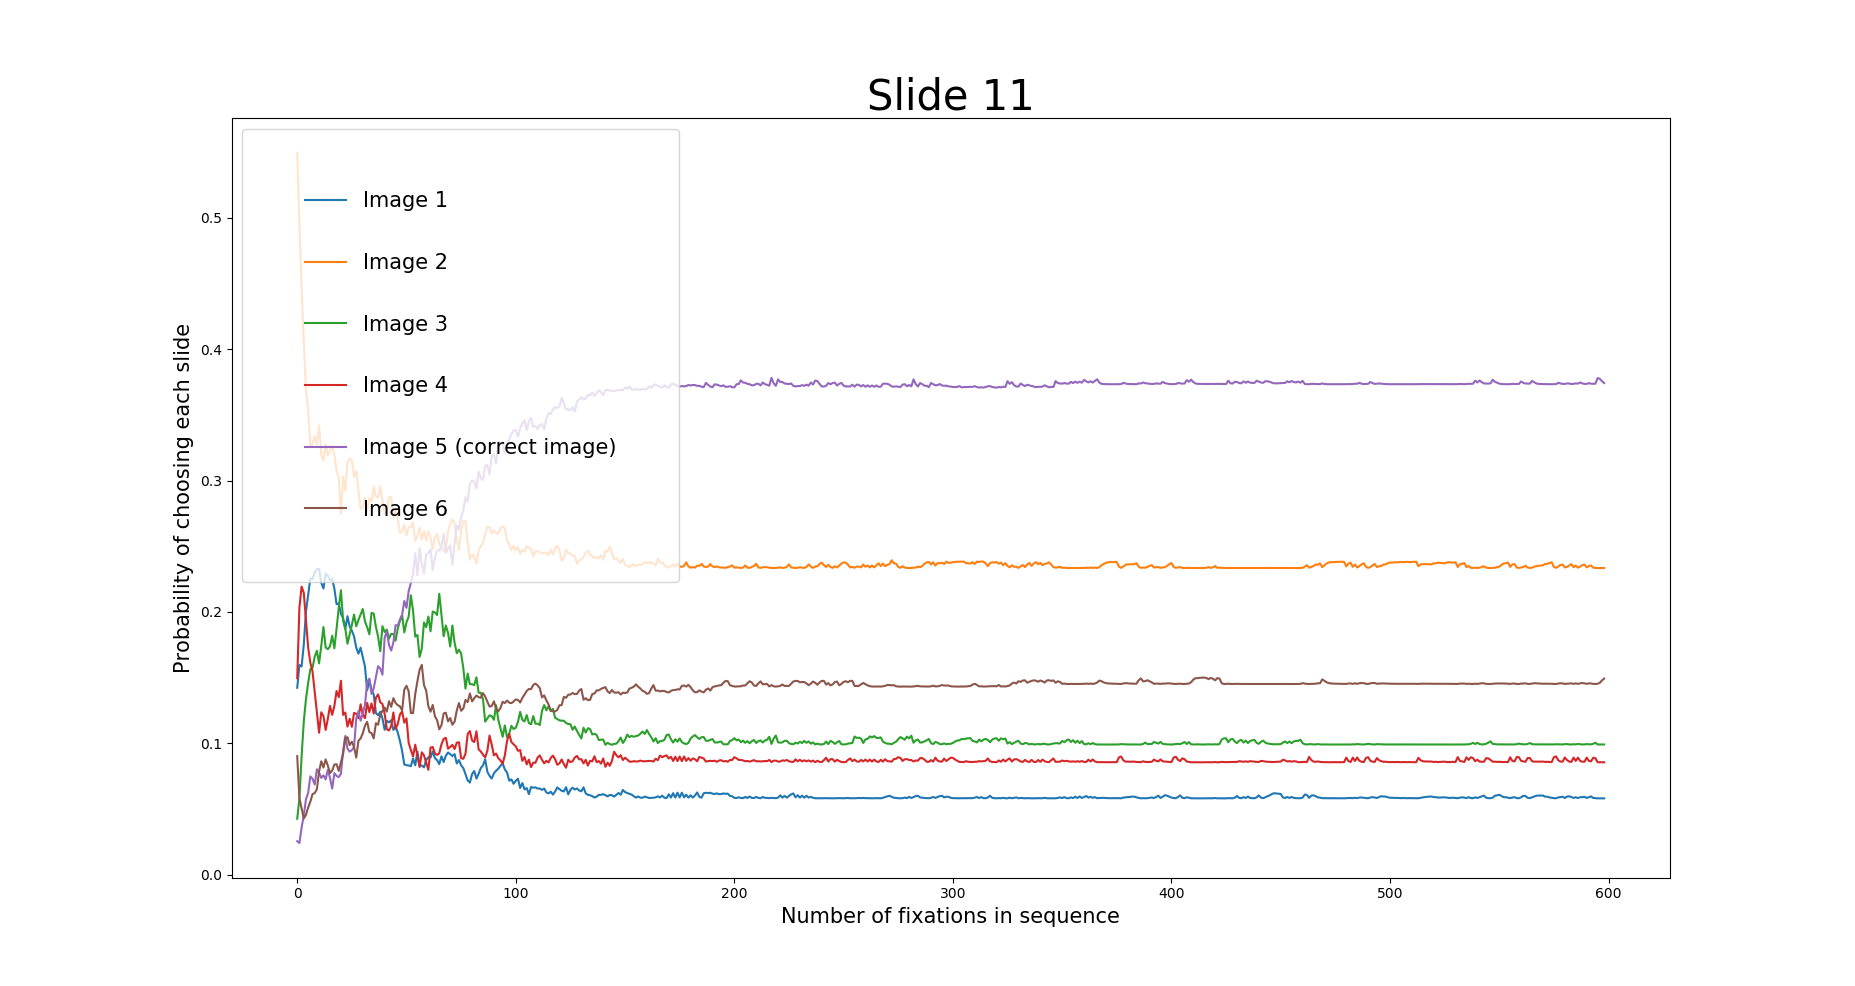 Slide 11
Image 1
Image 2
Image 3
Image 4
Image 5 (correct image)
Image 6
Probability of choosing each slide
0.5
0.4
0.3
0.2
0.1
0.0
0 100 200 300 400 500 600
Number of fixations in sequence